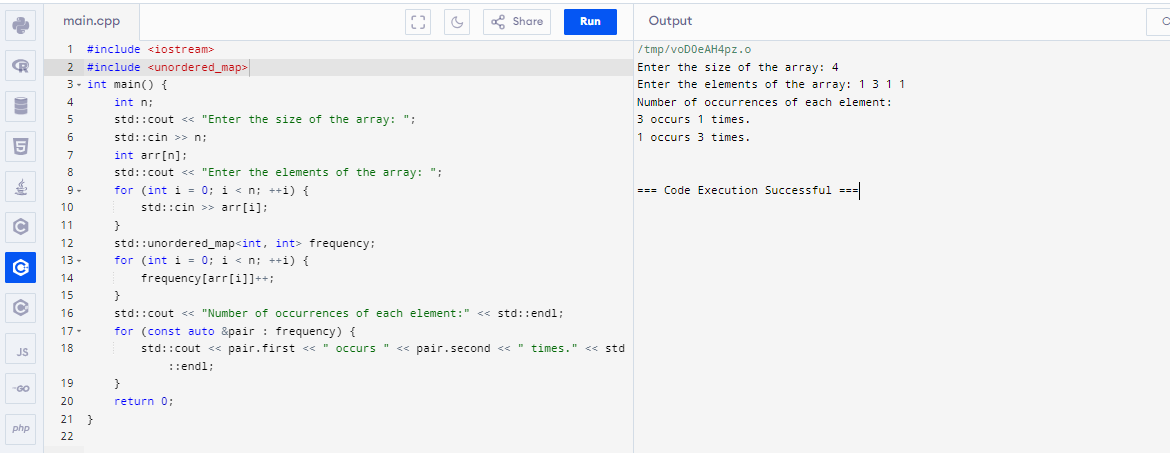 main.cpp
Share
Run
1 #include <iostream>
2 #include <unordered_map>
3 int main() {
4     int n;
5     std::cout << "Enter the size of the array: ";
6     std::cin >> n;
7     int arr[n];
8     std::cout << "Enter the elements of the array: ";
9     for (int i = 0; i < n; ++i) {
10         std::cin >> arr[i];
11     }
12     std::unordered_map<int, int> frequency;
13     for (int i = 0; i < n; ++i) {
14         frequency[arr[i]]++;
15     }
16     std::cout << "Number of occurrences of each element:" << std::endl;
17     for (const auto &pair : frequency) {
18         std::cout << pair.first << " occurs " << pair.second << " times." << std
::endl;
19     }
20     return 0;
21 }
22
Output
/tmp/voDOeAH4pz.o
Enter the size of the array: 4
Enter the elements of the array: 1 3 1 1
Number of occurrences of each element:
3 occurs 1 times.
1 occurs 3 times.
=== Code Execution Successful ===
R
5
C
C
JS
GO
php